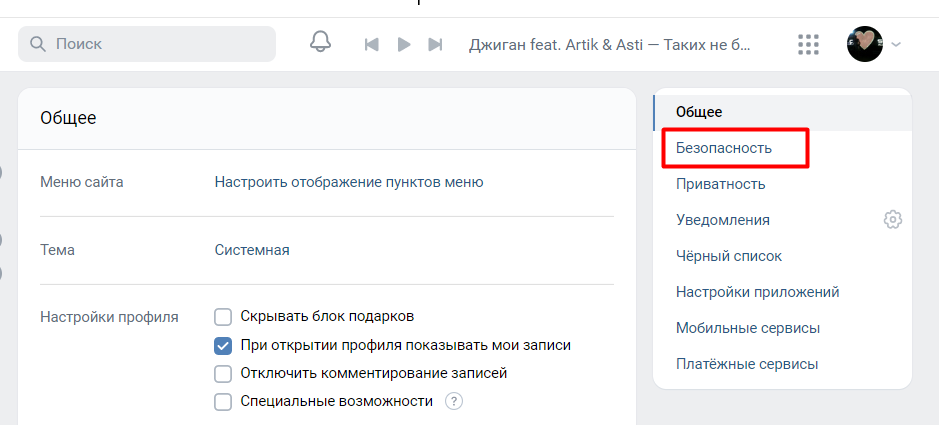 Поиск
Джиган feat. Artik & Asti — Таких не б...
Общее
Меню сайта
Настроить отображение пунктов меню
Тема
Системная
Настройки профиля
Скрывать блок подарков
При открытии профиля показывать мои записи
Отключить комментирование записей
Специальные возможности ?
Общее
Безопасность
Приватность
Уведомления
Чёрный список
Настройки приложений
Мобильные сервисы
Платёжные сервисы